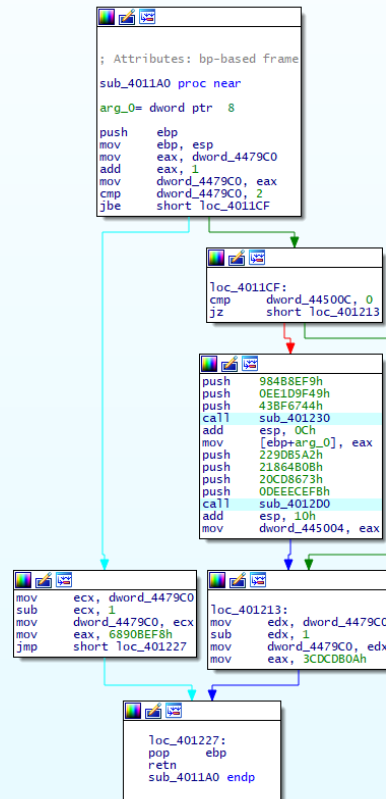 ; Attributes: bp-based frame
sub_4011A0 proc near
arg_0= dword ptr  8
push    ebp
mov     ebp, esp
mov     eax, dword_4479C0
add     eax, 1
mov     dword_4479C0, eax
cmp     dword_4479C0, 2
jbe     short loc_4011CF
loc_4011CF:
cmp     dword_44500C, 0
jz      short loc_401213
push    984B8EF9h
push    0EE1D9F49h
push    43BF6744h
call    sub_401230
add     esp, 0Ch
mov     [ebp+arg_0], eax
push    229DB5A2h
push    21864B0Bh
push    20CD8673h
push    0DEEECEFBh
call    sub_4012D0
add     esp, 10h
mov     dword_445004, eax
mov     ecx, dword_4479C0
sub     ecx, 1
mov     dword_4479C0, ecx
mov     eax, 6890BEF8h
jmp     short loc_401227
loc_401213:
mov     edx, dword_4479C0
sub     edx, 1
mov     dword_4479C0, edx
mov     eax, 3CDCDB0Ah
loc_401227:
pop     ebp
retn
sub_4011A0 endp